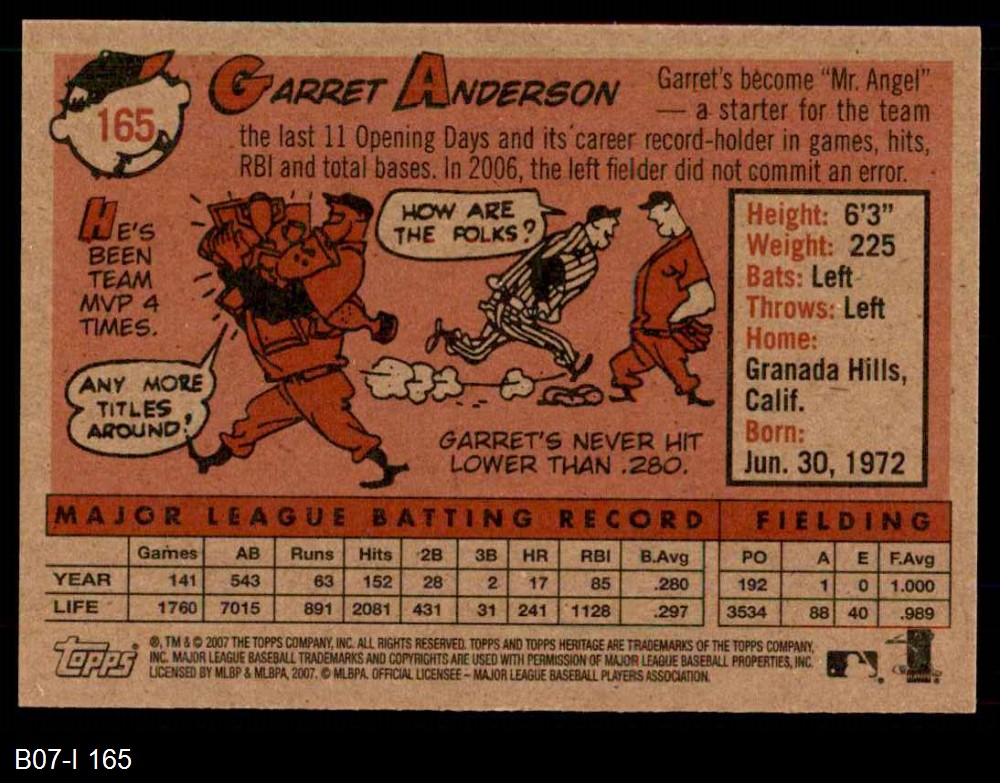 165
GARRET ANDERSON
Garret's become “Mr. Angel”
— a starter for the team
the last 11 Opening Days and its career record-holder in games, hits,
RBI and total bases. In 2006, the left fielder did not commit an error.
HE'S
BEEN
TEAM
MVP 4
TIMES.
ANY MORE
TITLES
AROUND?
HOW ARE
THE FOLKS?
GARRET'S NEVER HIT
LOWER THAN .280.
Height: 6'3”
Weight: 225
Bats: Left
Throws: Left
Home:
Granada Hills,
Calif.
Born:
Jun. 30, 1972
MAJOR LEAGUE BATTING RECORD FIELDING
Games AB Runs Hits 2B 3B HR RBI B.Avg PO A E F.Avg
YEAR 141 543 63 152 28 2 17 85 .280 192 1 0 1.000
LIFE 1760 7015 891 2081 431 31 241 1128 .297 3534 88 40 .989
Topps
®, TM & © 2007 THE TOPPS COMPANY, INC. ALL RIGHTS RESERVED. TOPPS AND TOPPS HERITAGE ARE TRADEMARKS OF THE TOPPS COMPANY,
INC. MAJOR LEAGUE BASEBALL TRADEMARKS AND COPYRIGHTS ARE USED WITH PERMISSION OF MAJOR LEAGUE BASEBALL PROPERTIES, INC.
LICENSED BY MLBP & MLBPA, 2007. © MLBPA. OFFICIAL LICENSEE – MAJOR LEAGUE BASEBALL PLAYERS ASSOCIATION.
B07-I 165